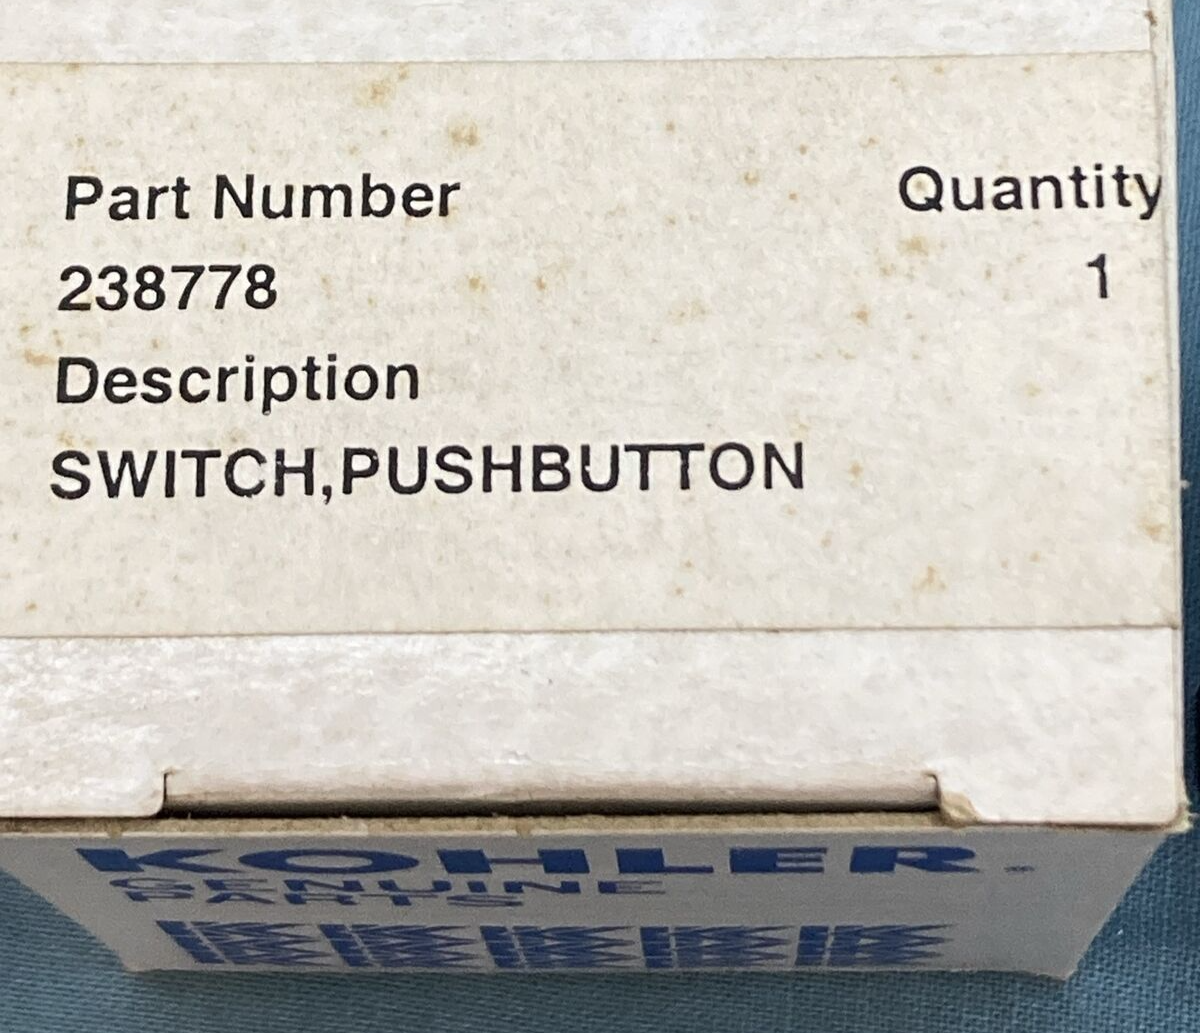 Part Number Quantity
238778 1
Description
SWITCH,PUSHBUTTON
KOHLER
GENUINE
PARTS